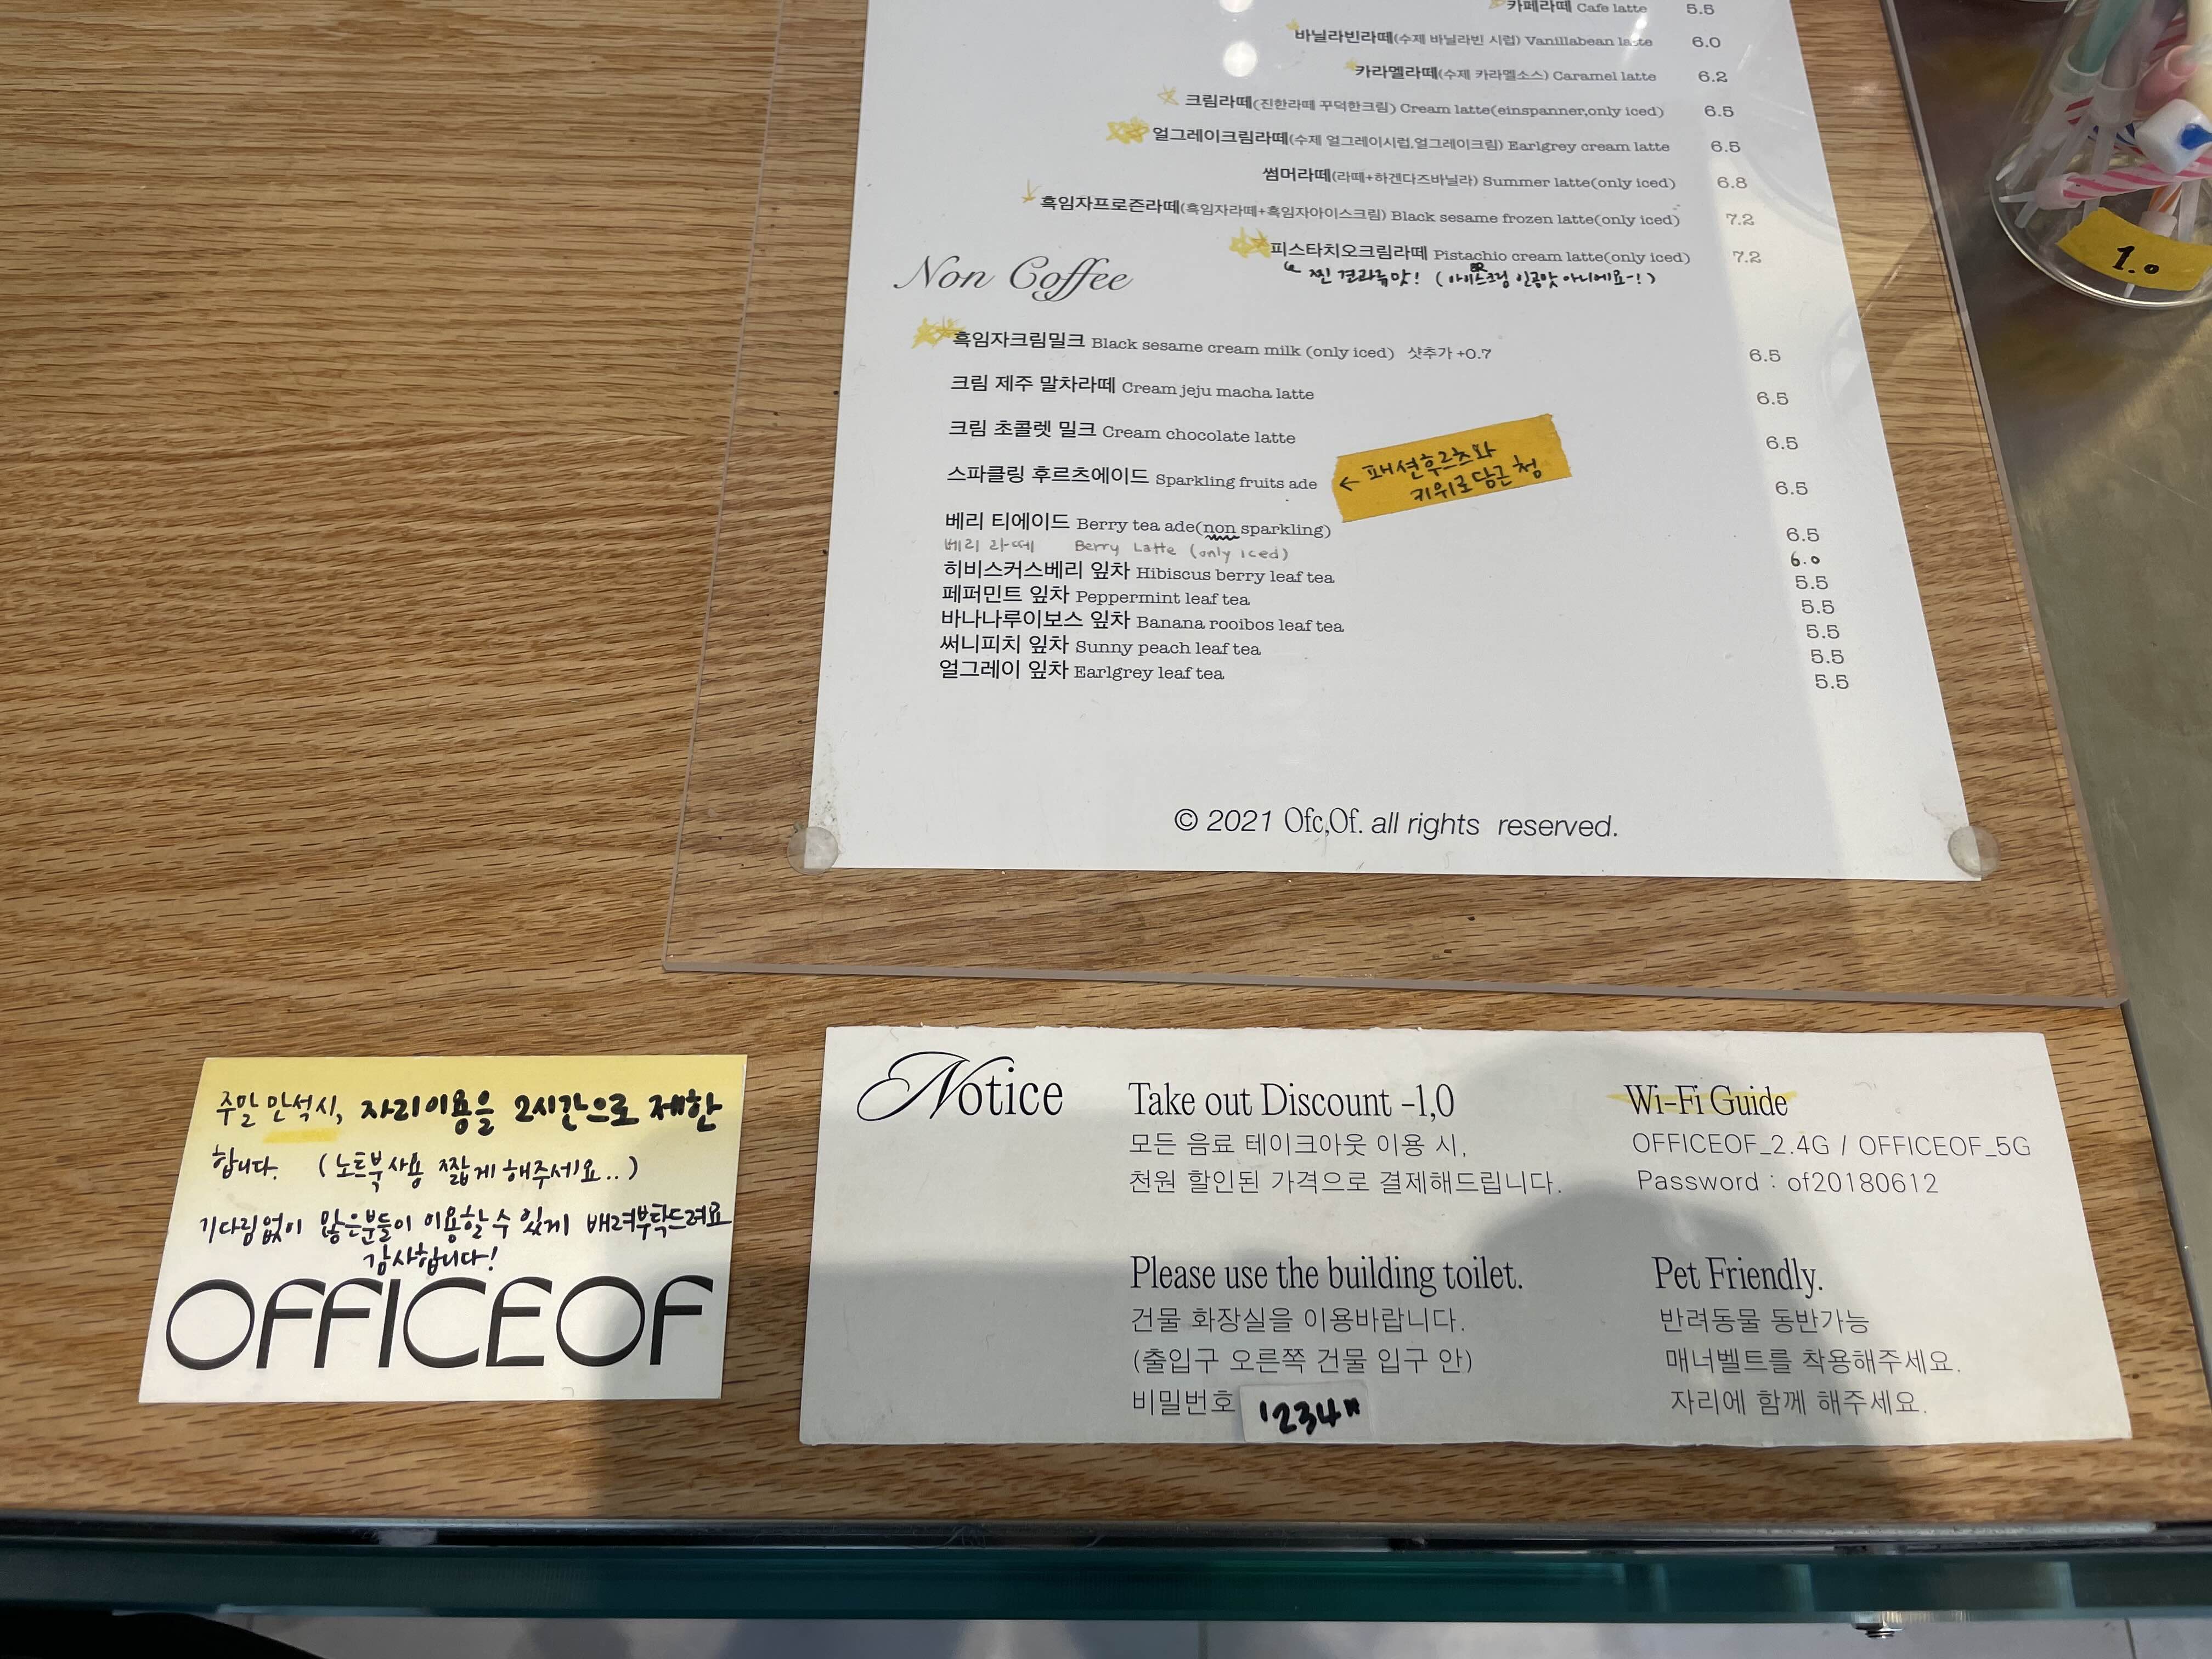 카페라떼 Cafe latte 5.5
바닐라빈라떼(수제 바닐라빈 시럽) Vanillabean latte 6.0
카라멜라떼(수제 카라멜소스) Caramel latte 6.2
크림라떼(진한라떼 꾸덕한크림) Cream latte(einspanner,only iced) 6.5
얼그레이크림라떼(수제 얼그레이시럽,얼그레이크림) Earlgrey cream latte 6.5
썸머라떼(라떼+하겐다즈바닐라) Summer latte(only iced) 6.8
흑임자프로즌라떼(흑임자라떼+흑임자아이스크림) Black sesame frozen latte(only iced) 7.2
피스타치오크림라떼 Pistachio cream latte(only iced) 7.2
찐 견과류맛! (아이스크림 인공맛 아니에요-!)
Non Coffee
흑임자크림밀크 Black sesame cream milk (only iced) 샷추가 +0.7 6.5
크림 제주 말차라떼 Cream jeju macha latte 6.5
크림 초콜렛 밀크 Cream chocolate latte 6.5
스파클링 후르츠에이드 Sparkling fruits ade 6.5
← 패션후르츠와
키위로 담근 청
베리 티에이드 Berry tea ade(non sparkling) 6.5
베리 라떼 Berry Latte (only iced) 6.0
히비스커스베리 잎차 Hibiscus berry leaf tea 5.5
페퍼민트 잎차 Peppermint leaf tea 5.5
바나나루이보스 잎차 Banana rooibos leaf tea 5.5
써니피치 잎차 Sunny peach leaf tea 5.5
얼그레이 잎차 Earlgrey leaf tea 5.5
© 2021 Ofc,Of. all rights reserved.
1.0
주말 만석시, 자리이용을 2시간으로 제한
합니다. (노트북 사용 짧게 해주세요..)
기다림없이 많은분들이 이용할 수 있게 배려부탁드려요
감사합니다!
OFFICEOF
Notice
Take out Discount -1,0
모든 음료 테이크아웃 이용 시,
천원 할인된 가격으로 결제해드립니다.
Wi-Fi Guide
OFFICEOF_2.4G / OFFICEOF_5G
Password : of20180612
Please use the building toilet.
건물 화장실을 이용바랍니다.
(출입구 오른쪽 건물 입구 안)
비밀번호 1234"
Pet Friendly.
반려동물 동반가능
매너벨트를 착용해주세요.
자리에 함께 해주세요.